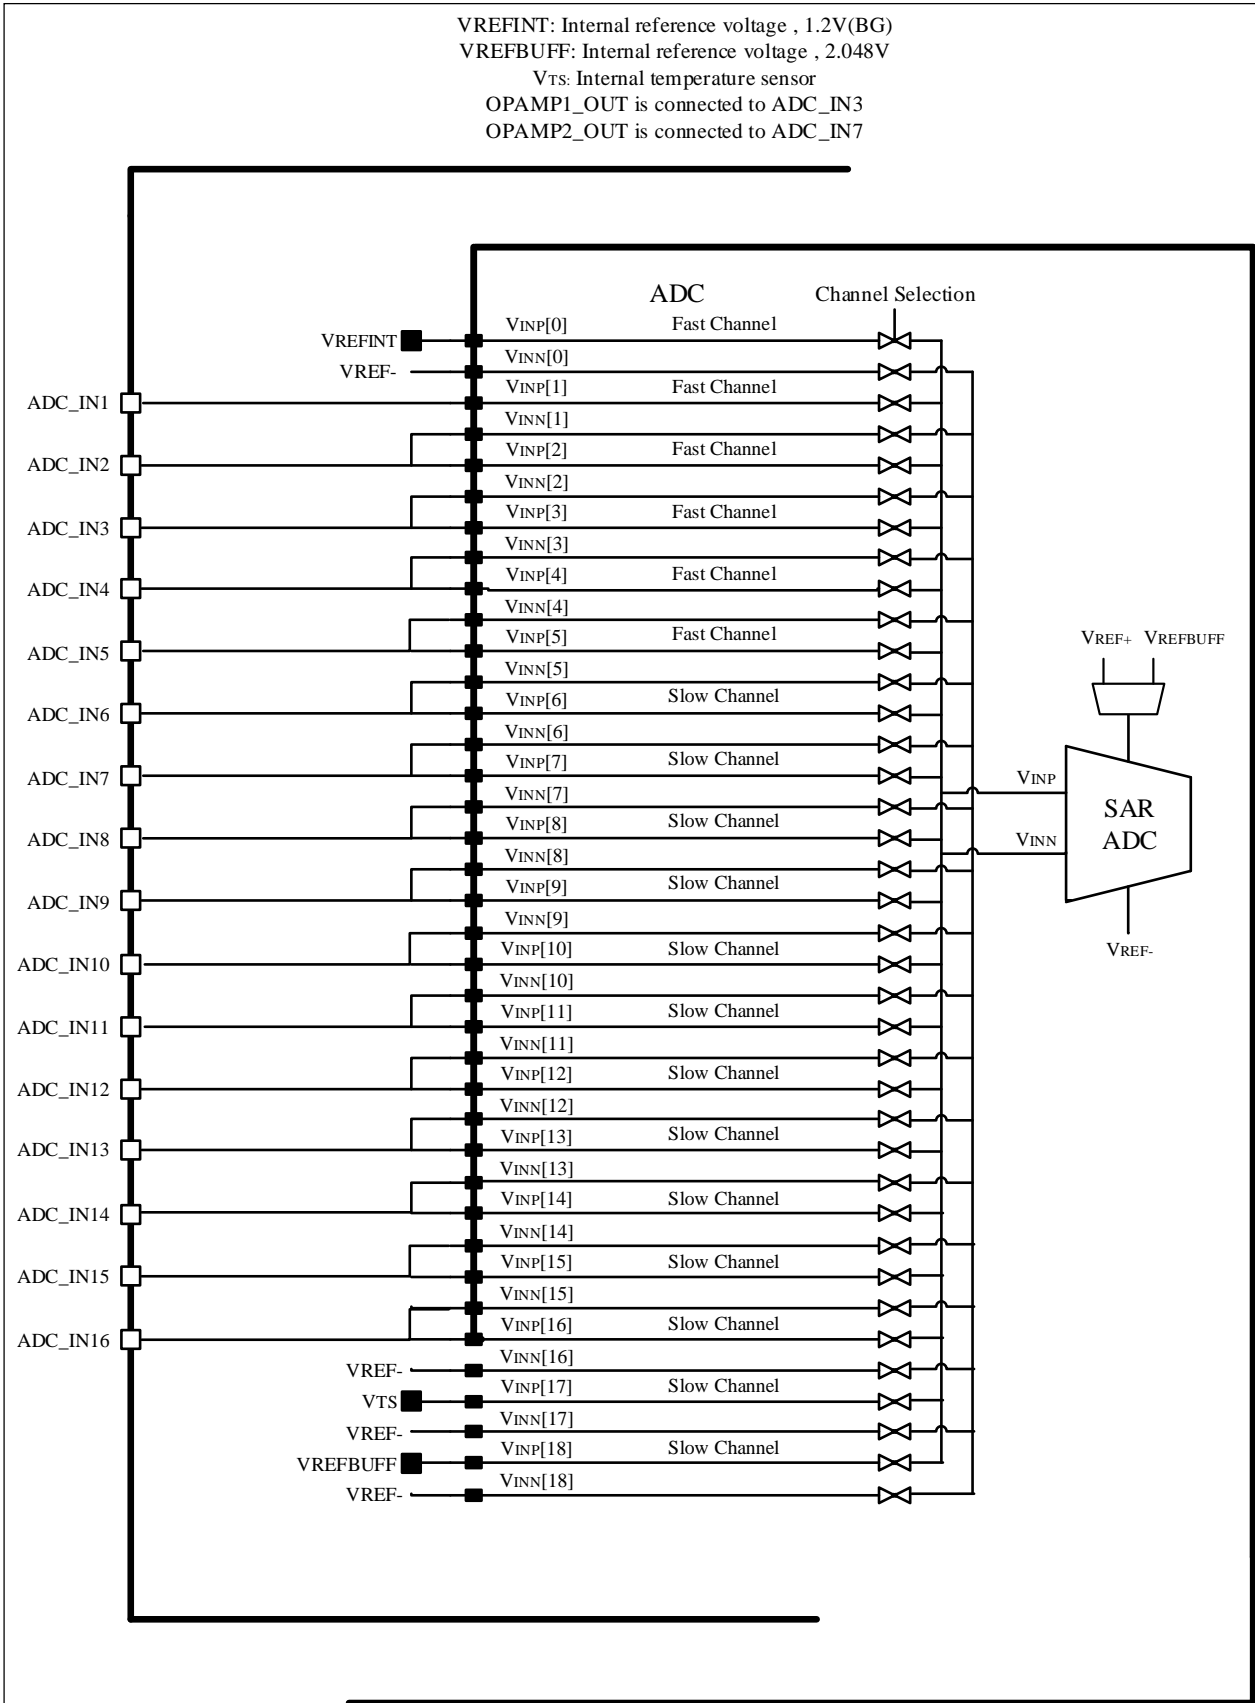 VREFINT: Internal reference voltage , 1.2V(BG)
VREFBUFF: Internal reference voltage , 2.048V
VTS: Internal temperature sensor
OPAMP1_OUT is connected to ADC_IN3
OPAMP2_OUT is connected to ADC_IN7
ADC
Channel Selection
VINP[0] Fast Channel
VREFINT
VINN[0]
VREF-
VINP[1] Fast Channel
ADC_IN1
VINN[1]
VINP[2] Fast Channel
ADC_IN2
VINN[2]
VINP[3] Fast Channel
ADC_IN3
VINN[3]
VINP[4] Fast Channel
ADC_IN4
VINN[4]
VINP[5] Fast Channel
ADC_IN5
VREF+ VREFBUFF
VINN[5]
VINP[6] Slow Channel
ADC_IN6
VINN[6]
VINP[7] Slow Channel
ADC_IN7
VINP
VINN[7]
VINP[8] Slow Channel
ADC_IN8
VINN
SAR
ADC
VINN[8]
VINP[9] Slow Channel
ADC_IN9
VINN[9]
VINP[10] Slow Channel
VREF-
ADC_IN10
VINN[10]
VINP[11] Slow Channel
ADC_IN11
VINN[11]
VINP[12] Slow Channel
ADC_IN12
VINN[12]
VINP[13] Slow Channel
ADC_IN13
VINN[13]
VINP[14] Slow Channel
ADC_IN14
VINN[14]
VINP[15] Slow Channel
ADC_IN15
VINN[15]
VINP[16] Slow Channel
ADC_IN16
VINN[16]
VREF-
VINP[17] Slow Channel
VTS
VINN[17]
VREF-
VINP[18] Slow Channel
VREFBUFF
VINN[18]
VREF-